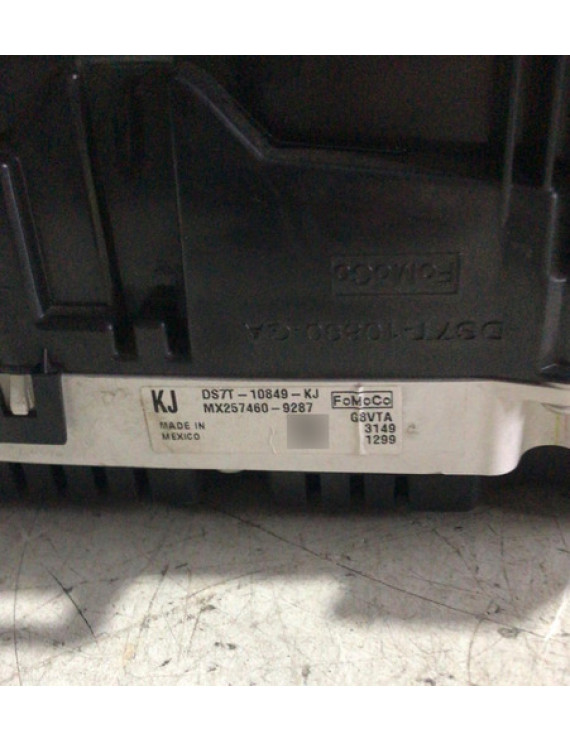 FoMoCo
KJ
DS7T-10849-KJ
FoMoCo
MX257460-9287
G8VTA
MADE IN
MEXICO
3149
1299